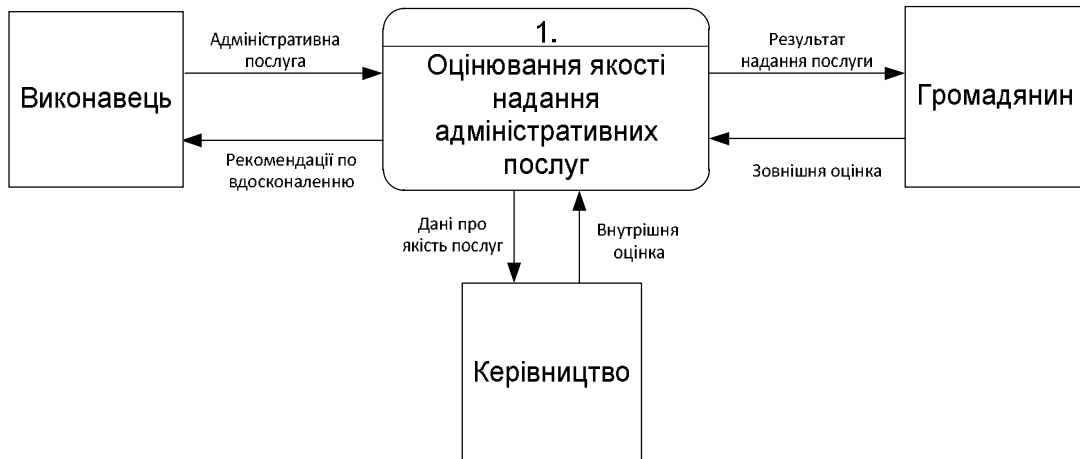 Виконавець
Адміністративна
послуга
Рекомендації по
вдосконаленню
1.
Оцінювання якості
надання
адміністративних
послуг
Результат
надання послуги
Зовнішня оцінка
Громадянин
Дані про
якість послуг
Внутрішня
оцінка
Керівництво